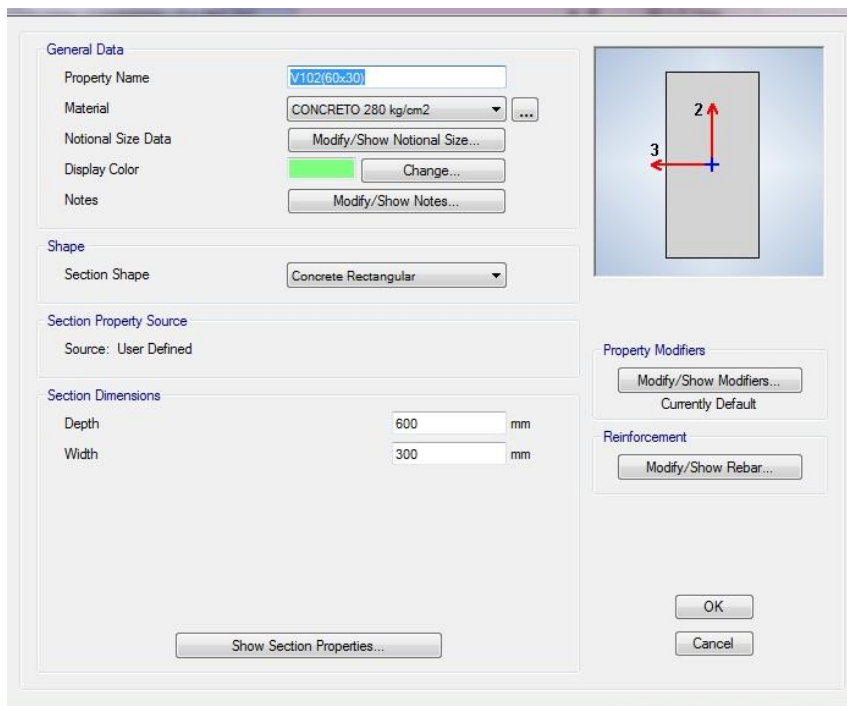 General Data
Property Name V102(60x30)
Material CONCRETO 280 kg/cm2 ...
Notional Size Data Modify/Show Notional Size...
Display Color Change...
Notes Modify/Show Notes...
2
3
Shape
Section Shape Concrete Rectangular
Section Property Source
Source: User Defined
Property Modifiers
Modify/Show Modifiers...
Currently Default
Section Dimensions
Depth 600 mm
Width 300 mm
Reinforcement
Modify/Show Rebar...
Show Section Properties...
OK
Cancel